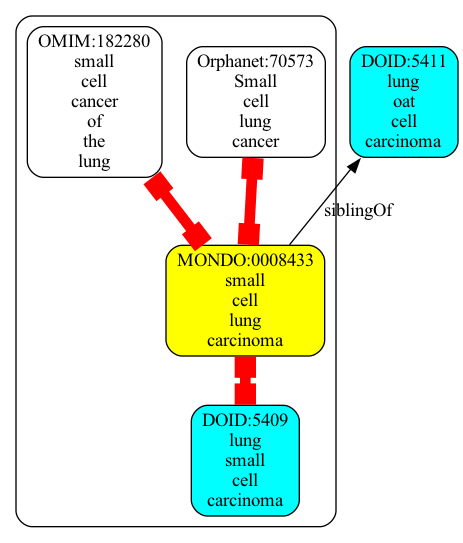 OMIM:182280
small
cell
cancer
of
the
lung
Orphanet:70573
Small
cell
lung
cancer
DOID:5411
lung
oat
cell
carcinoma
siblingOf
MONDO:0008433
small
cell
lung
carcinoma
DOID:5409
lung
small
cell
carcinoma